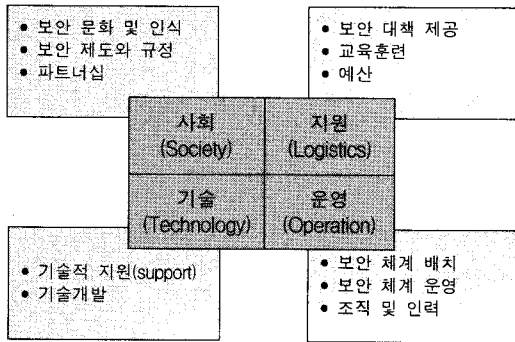 • 보안 문화 및 인식
• 보안 제도와 규정
• 파트너십
• 보안 대책 제공
• 교육훈련
• 예산
사회
(Society)
지원
(Logistics)
기술
(Technology)
운영
(Operation)
• 기술적 지원(support)
• 기술개발
• 보안 체계 배치
• 보안 체계 운영
• 조직 및 인력